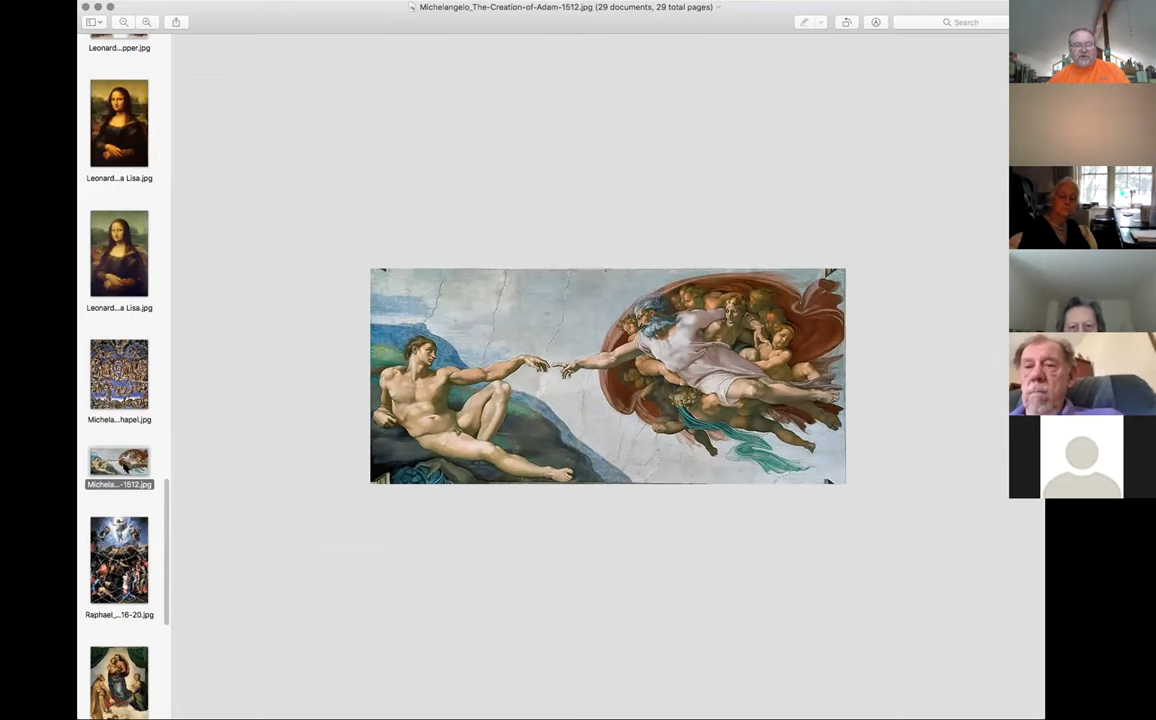 Michelangelo_The-Creation-of-Adam-1512.jpg (29 documents, 29 total pages)
Search
Leonard...pper.jpg
Leonard...a Lisa.jpg
Leonard...a Lisa.jpg
Michela...hapel.jpg
Michela...-1512.jpg
Raphael_...16-20.jpg